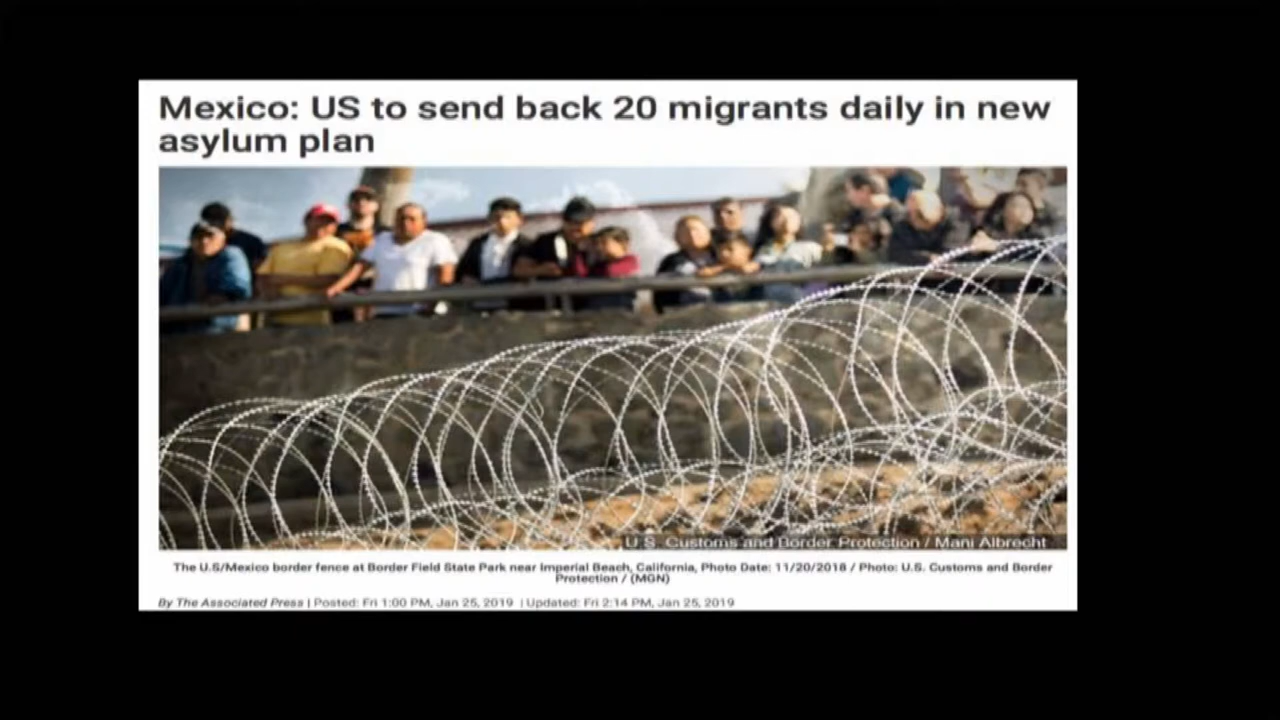 Mexico: US to send back 20 migrants daily in new
asylum plan
U.S. Customs and Border Protection / Mani Albrecht
The U.S/Mexico border fence at Border Field State Park near Imperial Beach, California, Photo Date: 11/20/2018 / Photo: U.S. Customs and Border
Protection / (MGN)
By The Associated Press | Posted: Fri 1:00 PM, Jan 25, 2019 | Updated: Fri 2:14 PM, Jan 25, 2019